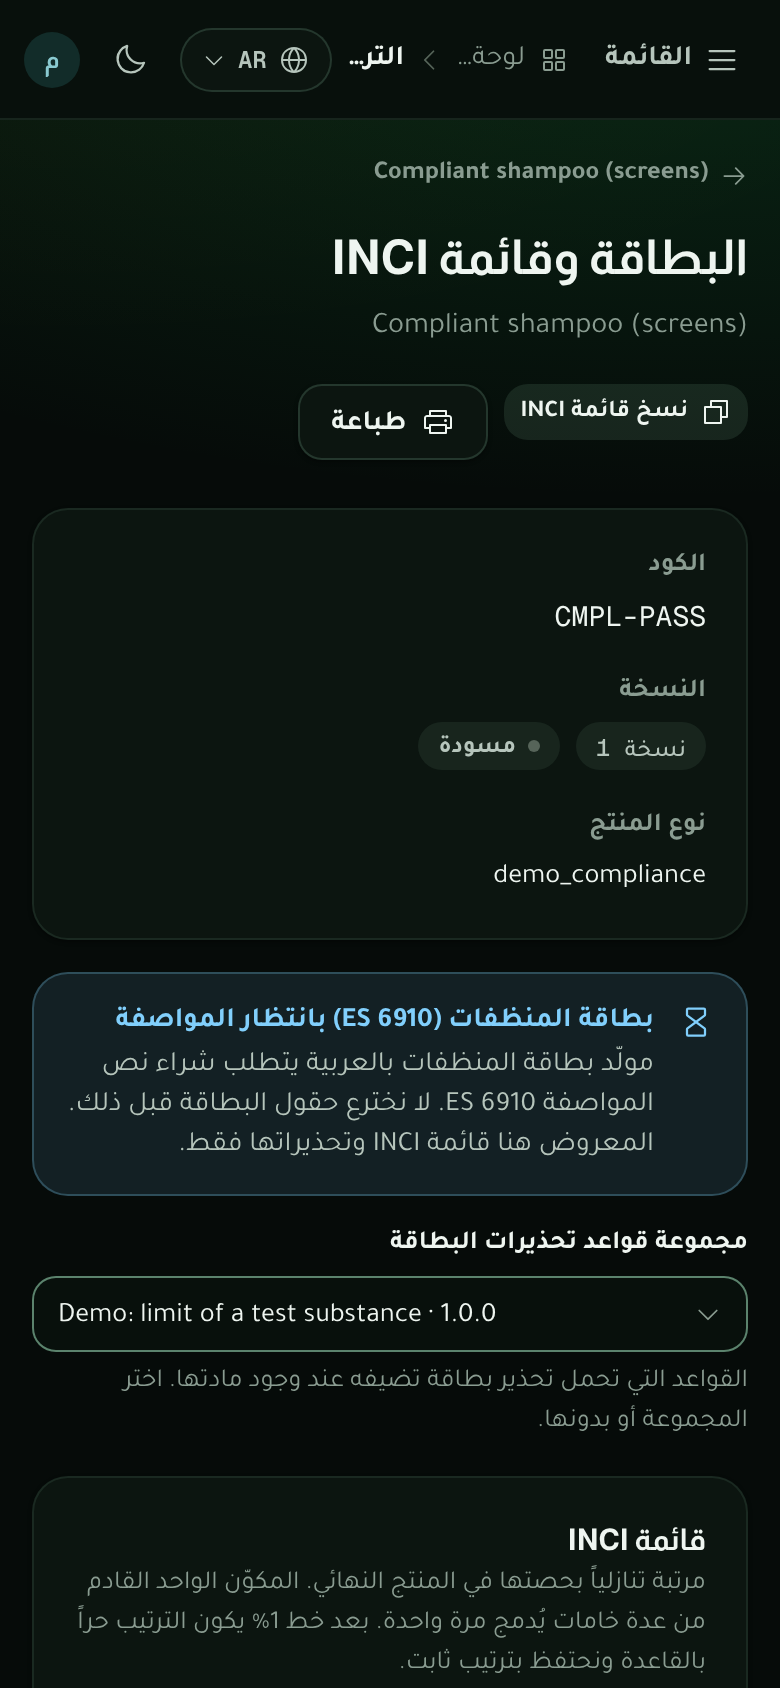 القائمة
لوحة...
التر...
AR
م
Compliant shampoo (screens)
البطاقة وقائمة INCI
Compliant shampoo (screens)
نسخ قائمة INCI
طباعة
الكود
CMPL-PASS
النسخة
نسخة 1
مسودة
نوع المنتج
demo_compliance
بطاقة المنظفات (ES 6910) بانتظار المواصفة
مولّد بطاقة المنظفات بالعربية يتطلب شراء نص
المواصفة ES 6910. لا نخترع حقول البطاقة قبل ذلك.
المعروض هنا قائمة INCI وتحذيراتها فقط.
مجموعة قواعد تحذيرات البطاقة
Demo: limit of a test substance · 1.0.0
القواعد التي تحمل تحذير بطاقة تضيفه عند وجود مادتها. اختر
المجموعة أو بدونها.
قائمة INCI
مرتبة تنازلياً بحصتها في المنتج النهائي. المكوّن الواحد القادم
من عدة خامات يُدمج مرة واحدة. بعد خط 1% يكون الترتيب حراً
بالقاعدة ونحتفظ بترتيب ثابت.